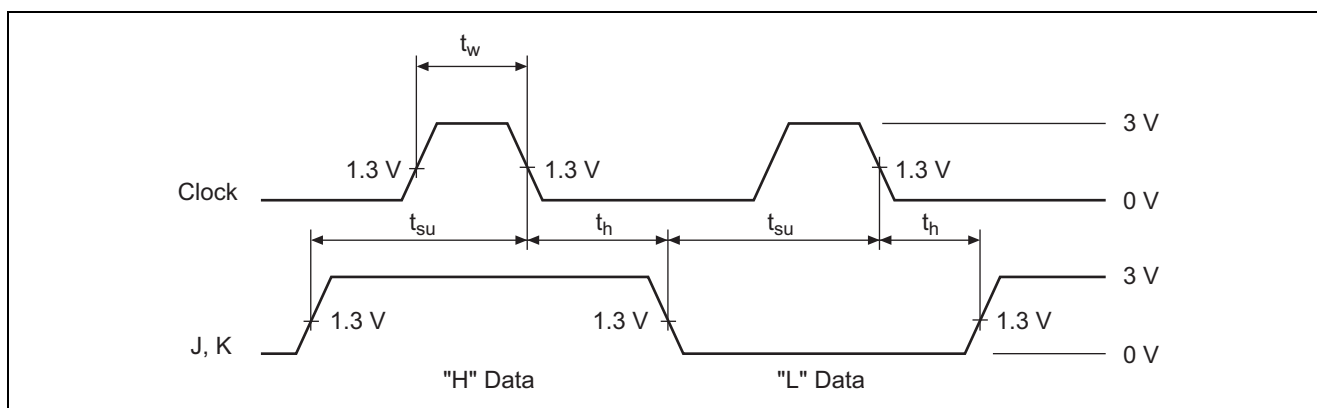 tw
3 V
1.3 V
1.3 V
1.3 V
Clock
0 V
tsu
th
tsu
th
3 V
1.3 V
1.3 V
1.3 V
J, K
0 V
"H" Data
"L" Data